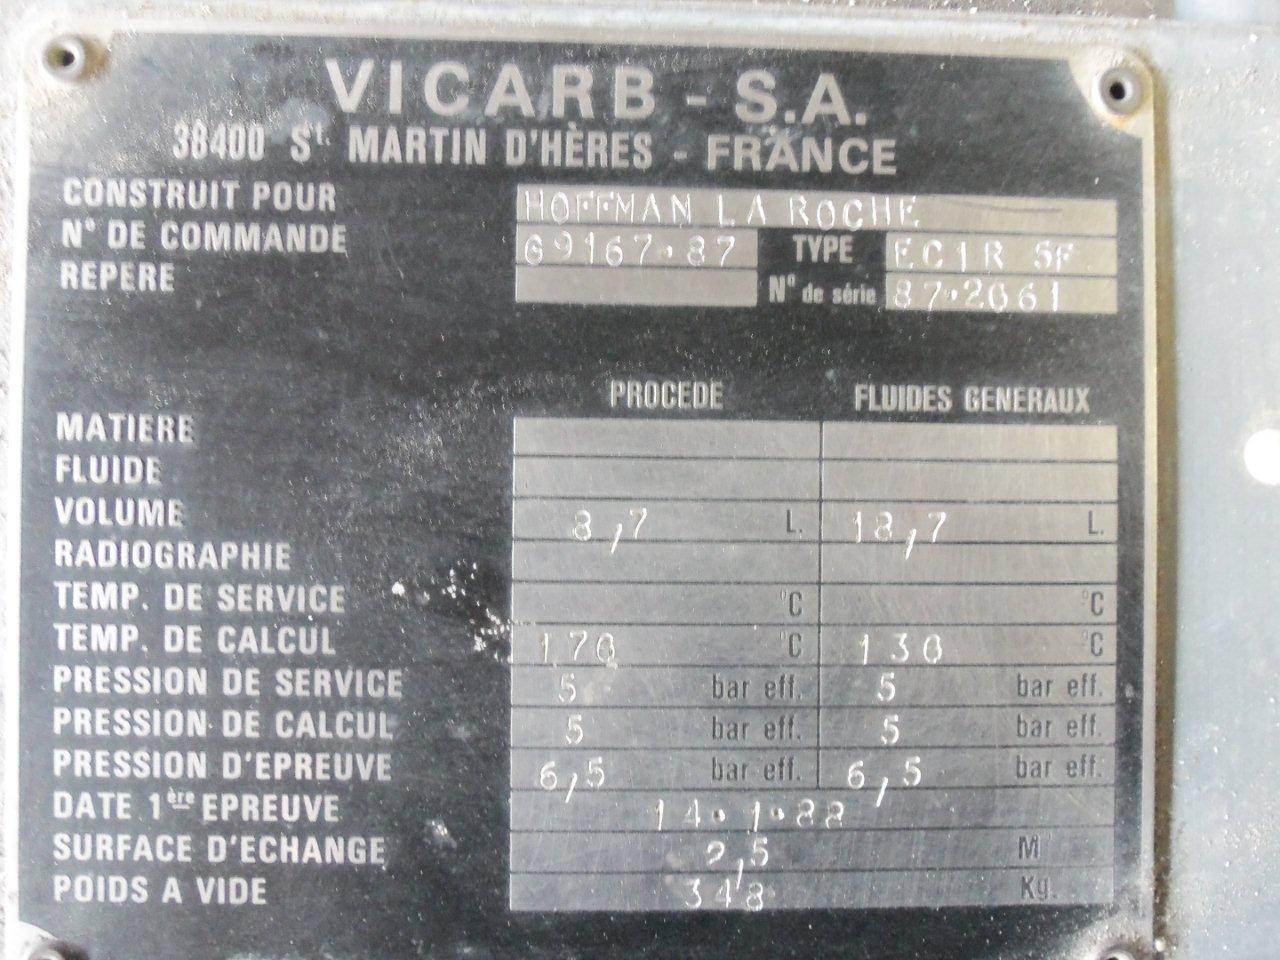 VICARB - S.A.
38400 St. MARTIN D'HÈRES - FRANCE
CONSTRUIT POUR HOFFMAN LA ROCHE
N° DE COMMANDE 69167.87 TYPE EC1R 5F
REPERE N° de série 87.2061
PROCEDE FLUIDES GENERAUX
MATIERE
FLUIDE
VOLUME 8,7 L. 18,7 L.
RADIOGRAPHIE
TEMP. DE SERVICE °C °C
TEMP. DE CALCUL 170 °C 130 °C
PRESSION DE SERVICE 5 bar eff. 5 bar eff.
PRESSION DE CALCUL 5 bar eff. 5 bar eff.
PRESSION D'EPREUVE 6,5 bar eff. 6,5 bar eff.
DATE 1ère EPREUVE 14.1.88
SURFACE D'ECHANGE 2,5 M²
POIDS A VIDE 348 Kg.